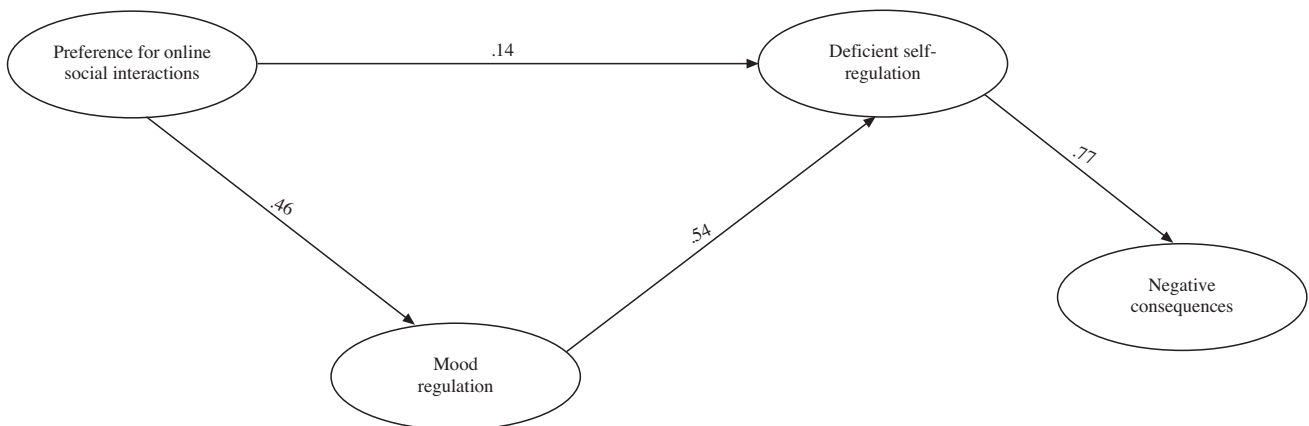 Preference for online
social interactions
.14
Deficient self-
regulation
.77
.46
.54
Negative
consequences
Mood
regulation